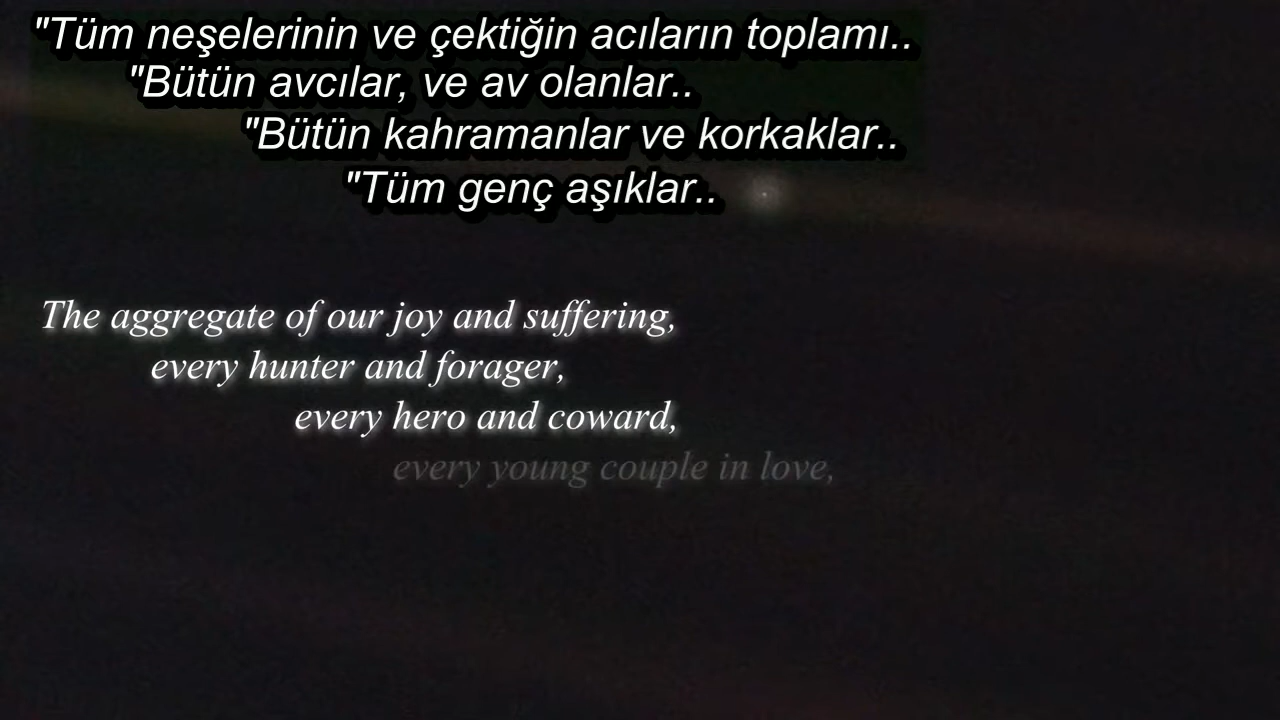 "Tüm neşelerinin ve çektiğin acıların toplamı..
"Bütün avcılar, ve av olanlar..
"Bütün kahramanlar ve korkaklar..
"Tüm genç aşıklar..
The aggregate of our joy and suffering,
every hunter and forager,
every hero and coward,
every young couple in love,